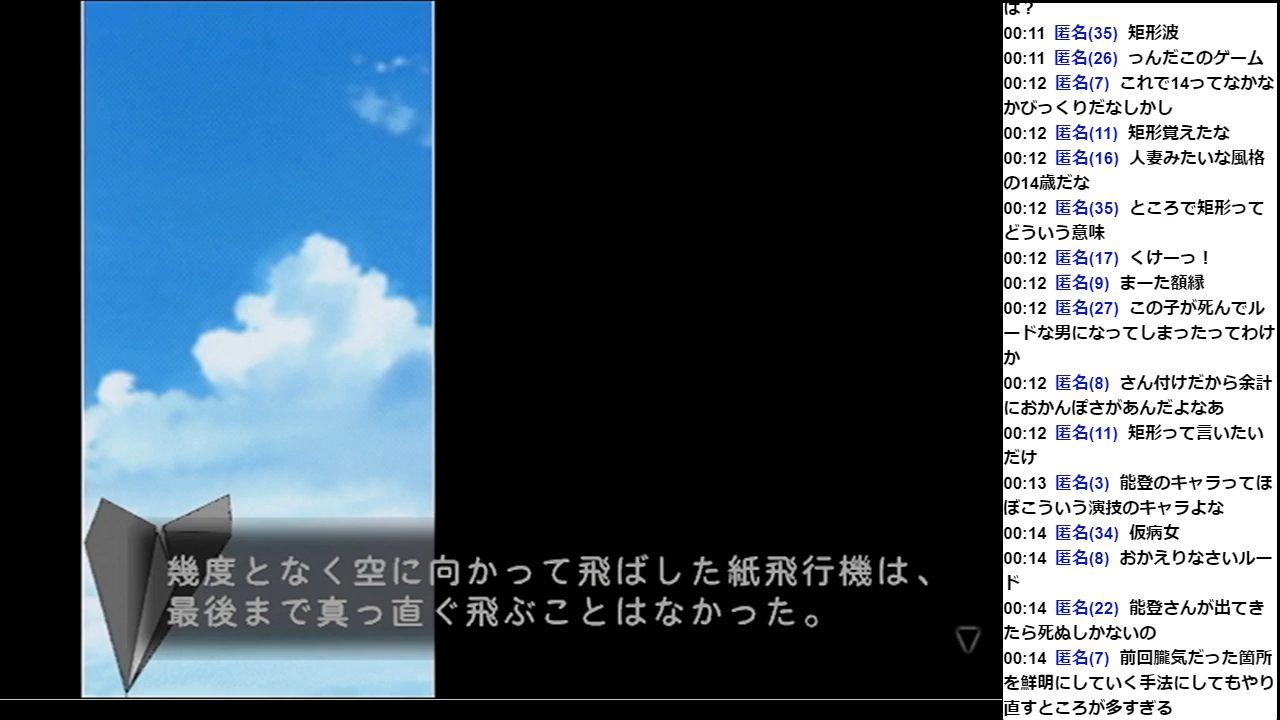 幾度となく空に向かって飛ばした紙飛行機は、
最後まで真っ直ぐ飛ぶことはなかった。
は？
00:11 匿名(35) 矩形波
00:11 匿名(26) っんだこのゲーム
00:12 匿名(7) これで14ってなかな
かびっくりだなしかし
00:12 匿名(11) 矩形覚えたな
00:12 匿名(16) 人妻みたいな風格
の14歳だな
00:12 匿名(35) ところで矩形って
どういう意味
00:12 匿名(17) くけーっ！
00:12 匿名(9) まーた額縁
00:12 匿名(27) この子が死んでル
ードな男になってしまったってわけ
か
00:12 匿名(8) さん付けだから余計
におかんぽさがあんだよなあ
00:12 匿名(11) 矩形って言いたい
だけ
00:13 匿名(3) 能登のキャラってほ
ぼこういう演技のキャラよな
00:14 匿名(34) 仮病女
00:14 匿名(8) おかえりなさいルー
ド
00:14 匿名(22) 能登さんが出てき
たら死ぬしかないの
00:14 匿名(7) 前回朧気だった箇所
を鮮明にしていく手法にしてもやり
直すところが多すぎる